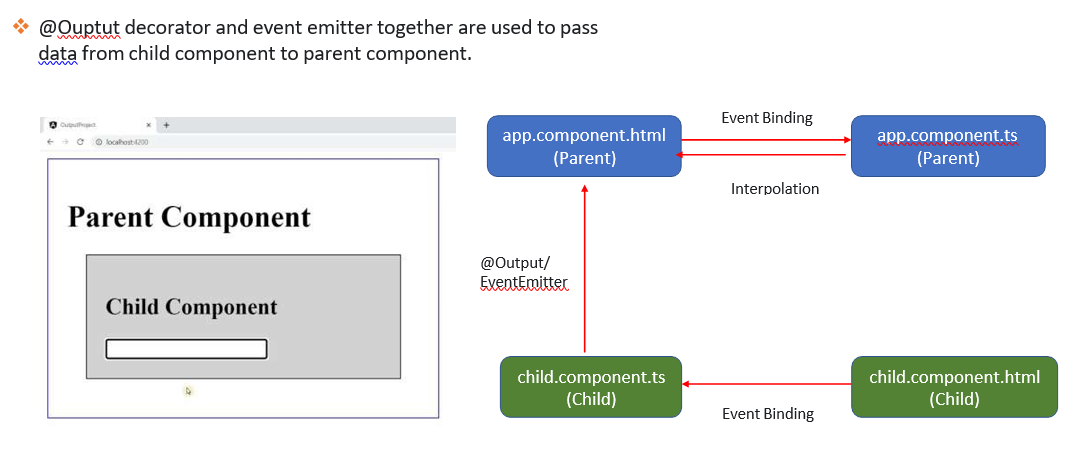 @Ouptut decorator and event emitter together are used to pass
data from child component to parent component.
OutputProject
localhost:4200
Parent Component
Child Component
app.component.html
(Parent)
Event Binding
app.component.ts
(Parent)
Interpolation
@Output/
EventEmitter
child.component.ts
(Child)
child.component.html
(Child)
Event Binding